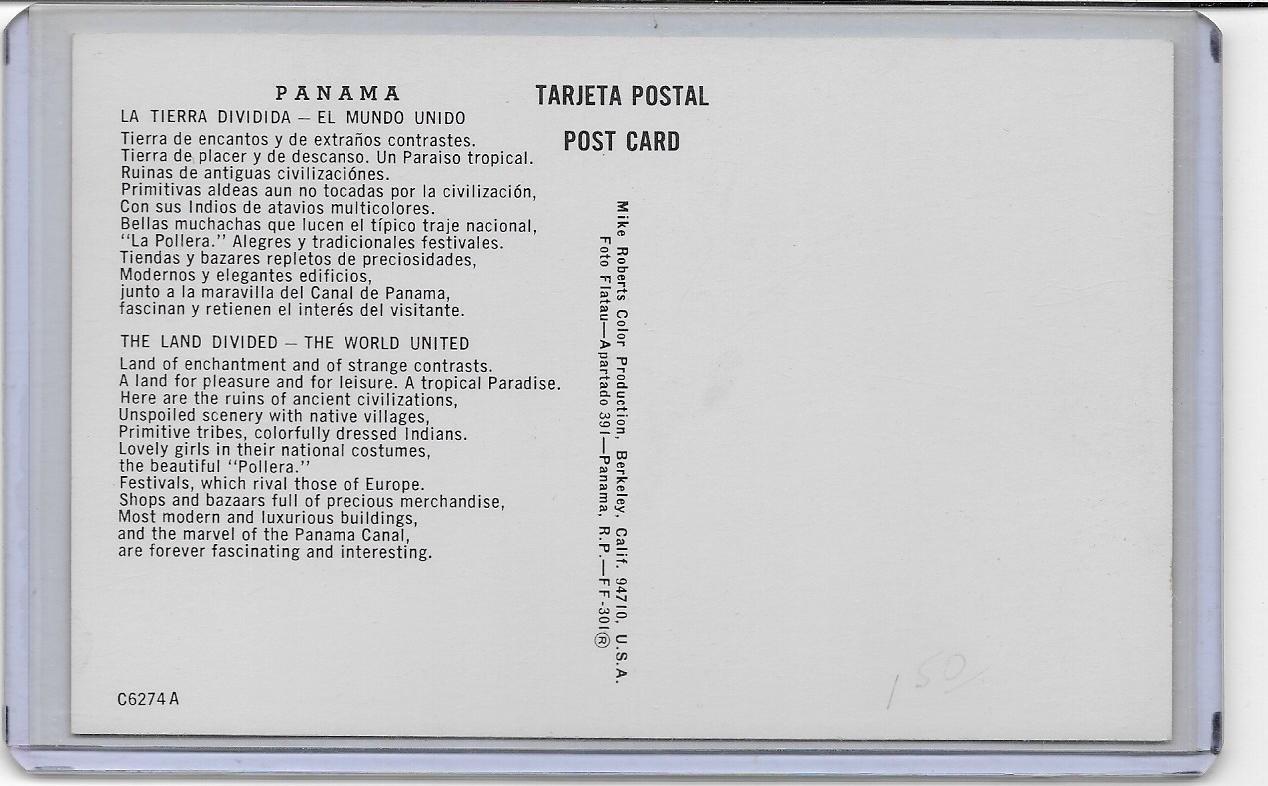 PANAMA
LA TIERRA DIVIDIDA — EL MUNDO UNIDO
Tierra de encantos y de extraños contrastes.
Tierra de placer y de descanso. Un Paraiso tropical.
Ruinas de antiguas civilizaciónes.
Primitivas aldeas aun no tocadas por la civilización,
Con sus Indios de atavios multicolores.
Bellas muchachas que lucen el típico traje nacional,
“La Pollera.” Alegres y tradicionales festivales.
Tiendas y bazares repletos de preciosidades,
Modernos y elegantes edificios,
junto a la maravilla del Canal de Panama,
fascinan y retienen el interés del visitante.
THE LAND DIVIDED — THE WORLD UNITED
Land of enchantment and of strange contrasts.
A land for pleasure and for leisure. A tropical Paradise.
Here are the ruins of ancient civilizations,
Unspoiled scenery with native villages,
Primitive tribes, colorfully dressed Indians.
Lovely girls in their national costumes,
the beautiful “Pollera.”
Festivals, which rival those of Europe.
Shops and bazaars full of precious merchandise,
Most modern and luxurious buildings,
and the marvel of the Panama Canal,
are forever fascinating and interesting.
C6274A
TARJETA POSTAL
POST CARD
Mike Roberts Color Production, Berkeley, Calif. 94710, U.S.A.
Foto Flatau—Apartado 391—Panama, R.P.—FF-301®
1 50